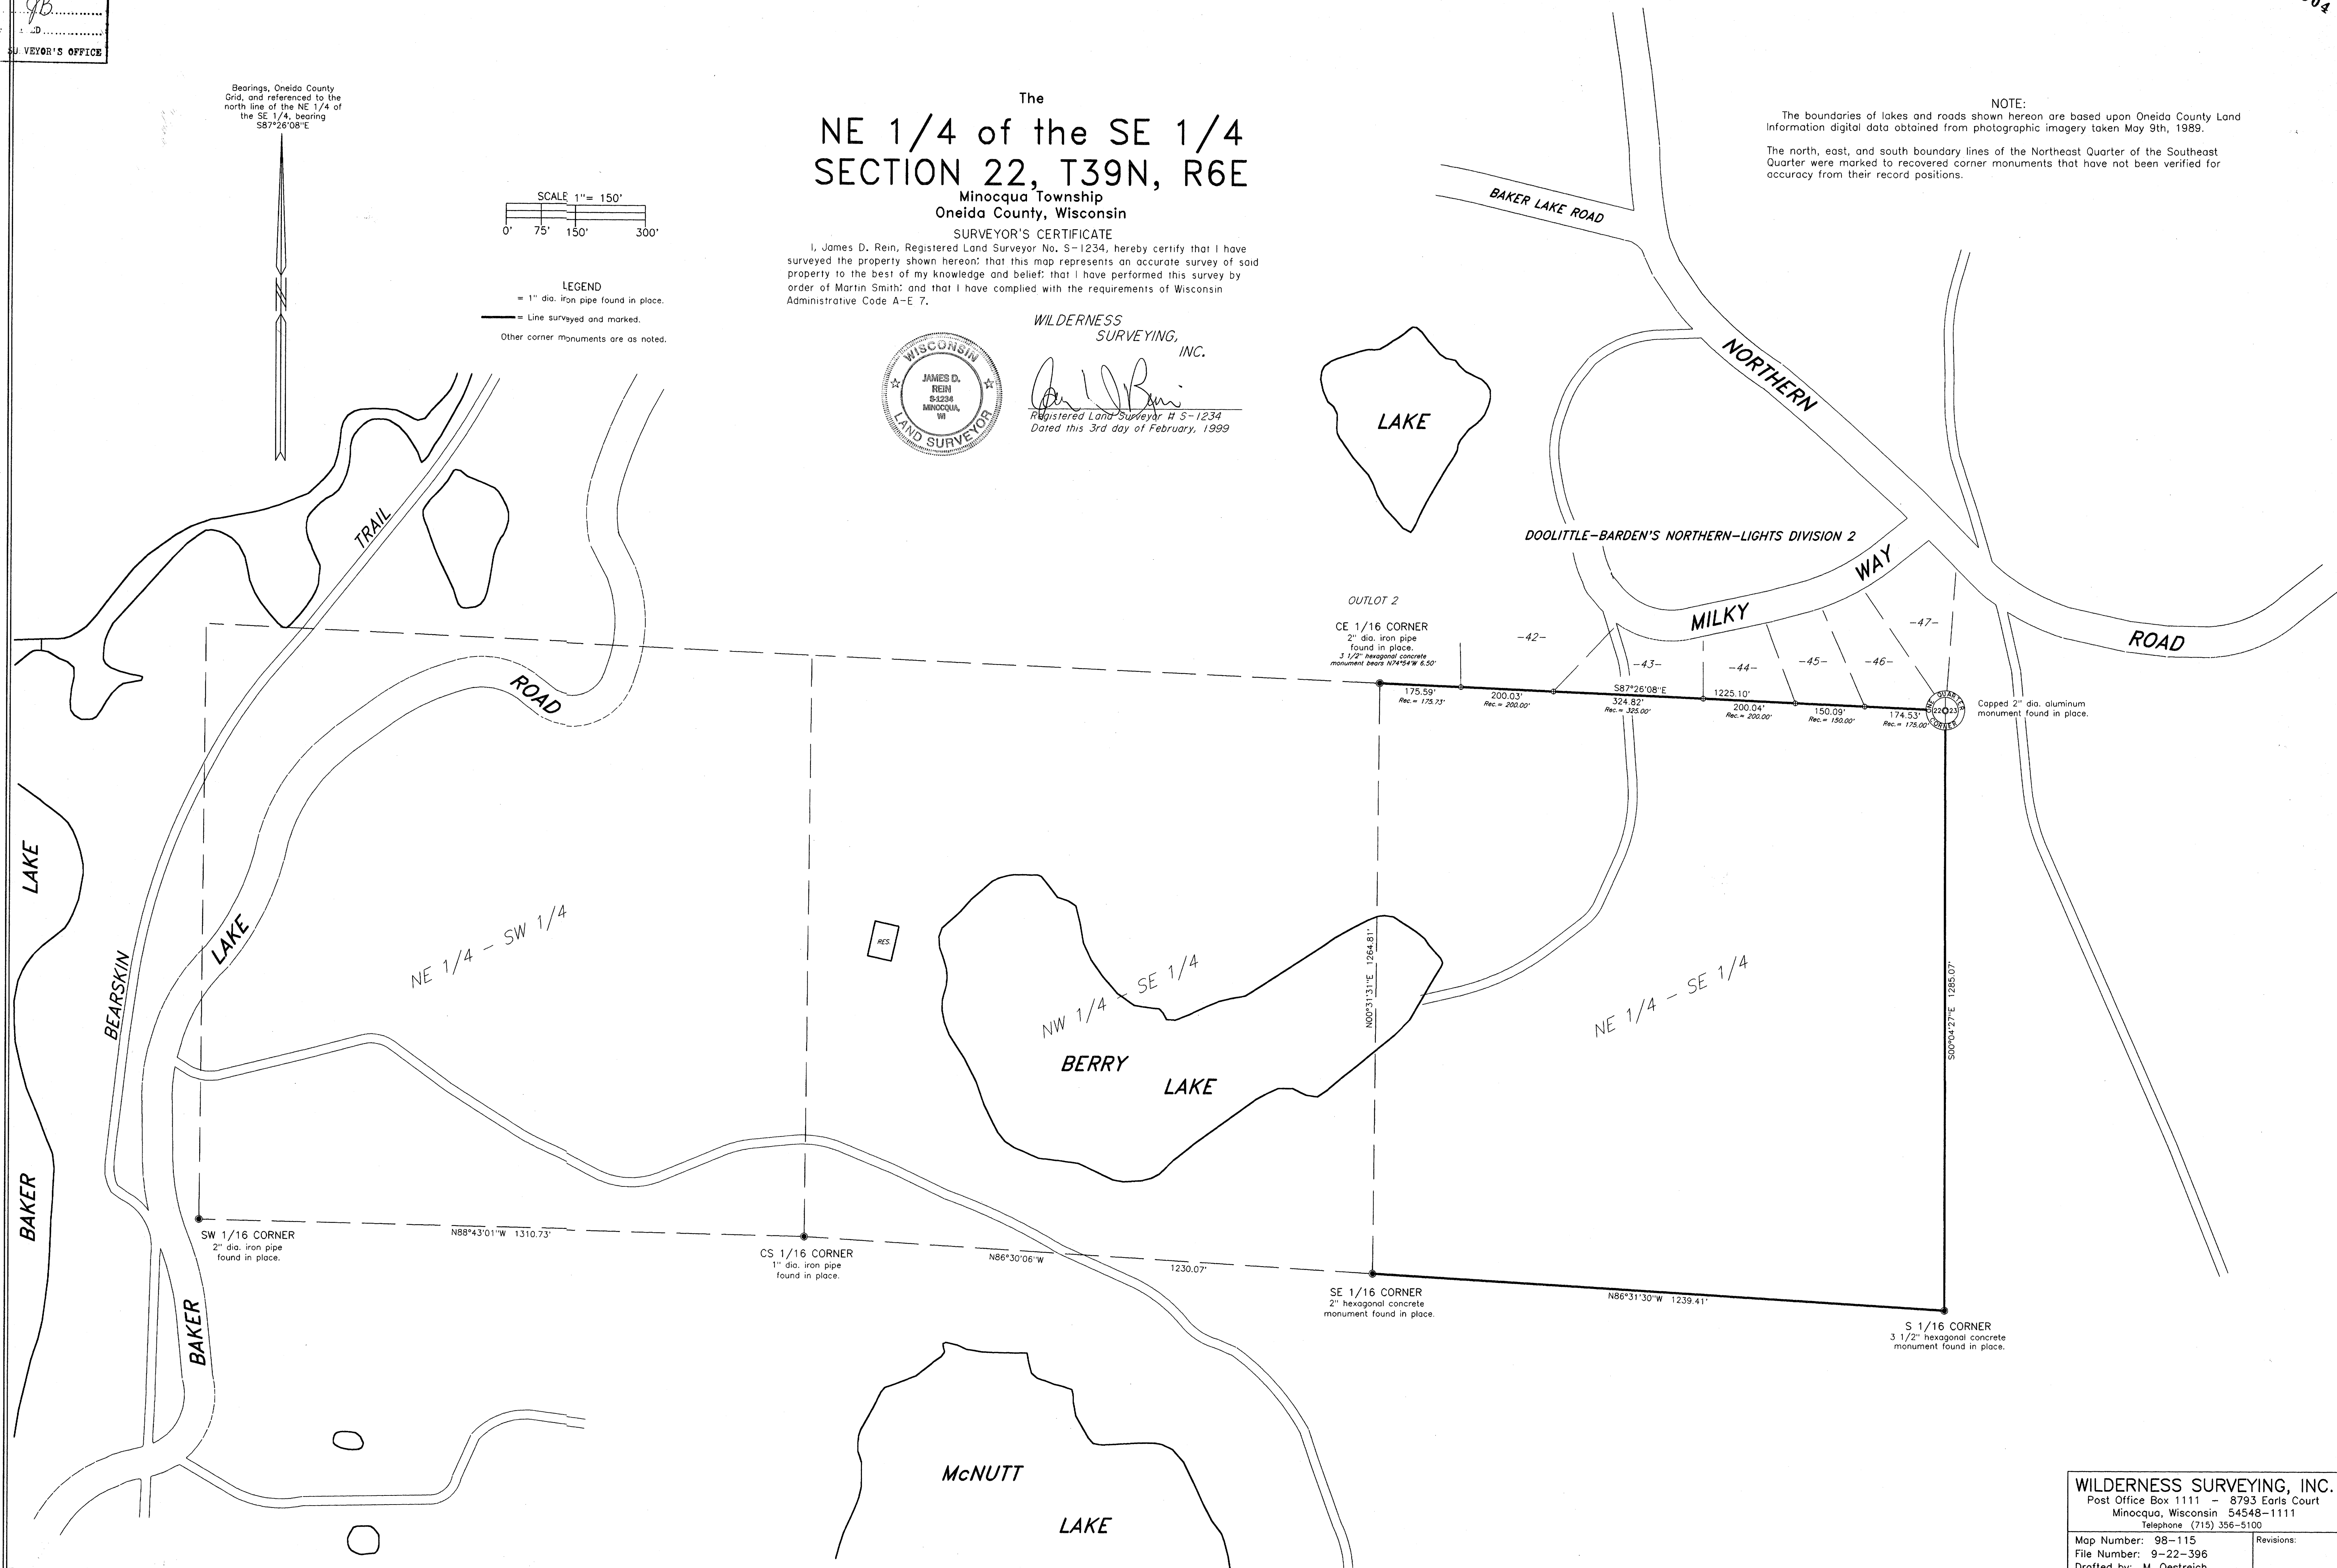 SURVEYOR'S OFFICE
Bearings, Oneida County
Grid, and referenced to the
north line of the NE 1/4 of
the SE 1/4, bearing
S87°26'08"E
N
SCALE 1"= 150'
0' 75' 150' 300'
LEGEND
= 1" dia. iron pipe found in place.
= Line surveyed and marked.
Other corner monuments are as noted.
The
NE 1/4 of the SE 1/4
SECTION 22, T39N, R6E
Minocqua Township
Oneida County, Wisconsin
SURVEYOR'S CERTIFICATE
I, James D. Rein, Registered Land Surveyor No. S-1234, hereby certify that I have
surveyed the property shown hereon; that this map represents an accurate survey of said
property to the best of my knowledge and belief; that I have performed this survey by
order of Martin Smith; and that I have complied with the requirements of Wisconsin
Administrative Code A-E 7.
WISCONSIN
JAMES D.
REIN
S-1234
MINOCQUA,
WI
LAND SURVEYOR
WILDERNESS
SURVEYING,
INC.
Registered Land Surveyor # S-1234
Dated this 3rd day of February, 1999
NOTE:
The boundaries of lakes and roads shown hereon are based upon Oneida County Land
Information digital data obtained from photographic imagery taken May 9th, 1989.
The north, east, and south boundary lines of the Northeast Quarter of the Southeast
Quarter were marked to recovered corner monuments that have not been verified for
accuracy from their record positions.
BAKER LAKE ROAD
NORTHERN
ROAD
LAKE
DOOLITTLE-BARDEN'S NORTHERN-LIGHTS DIVISION 2
MILKY WAY
OUTLOT 2
CE 1/16 CORNER
2" dia. iron pipe
found in place.
3 1/2" hexagonal concrete
monument bears N74°54'W 6.50'
-42-
-43-
-44-
-45-
-46-
-47-
S87°26'08"E 1225.10'
175.59'
Rec.= 175.73'
200.03'
Rec.= 200.00'
324.82'
Rec.= 325.00'
200.04'
Rec.= 200.00'
150.09'
Rec.= 150.00'
174.53'
Rec.= 175.00'
ONE QUARTER
22 23
CORNER
Capped 2" dia. aluminum
monument found in place.
TRAIL
BEARSKIN
ROAD
LAKE
BAKER
LAKE
BAKER
NE 1/4 - SW 1/4
RES.
NW 1/4 - SE 1/4
BERRY
LAKE
N00°31'31"E 1264.81'
NE 1/4 - SE 1/4
S00°04'27"E 1285.07'
SW 1/16 CORNER
2" dia. iron pipe
found in place.
N88°43'01"W 1310.73'
CS 1/16 CORNER
1" dia. iron pipe
found in place.
N86°30'06"W 1230.07'
SE 1/16 CORNER
2" hexagonal concrete
monument found in place.
N86°31'30"W 1239.41'
S 1/16 CORNER
3 1/2" hexagonal concrete
monument found in place.
McNUTT
LAKE
WILDERNESS SURVEYING, INC.
Post Office Box 1111 - 8793 Earls Court
Minocqua, Wisconsin 54548-1111
Telephone (715) 356-5100
Map Number: 98-115
Revisions:
File Number: 9-22-396
Drafted by: M. Oestreich